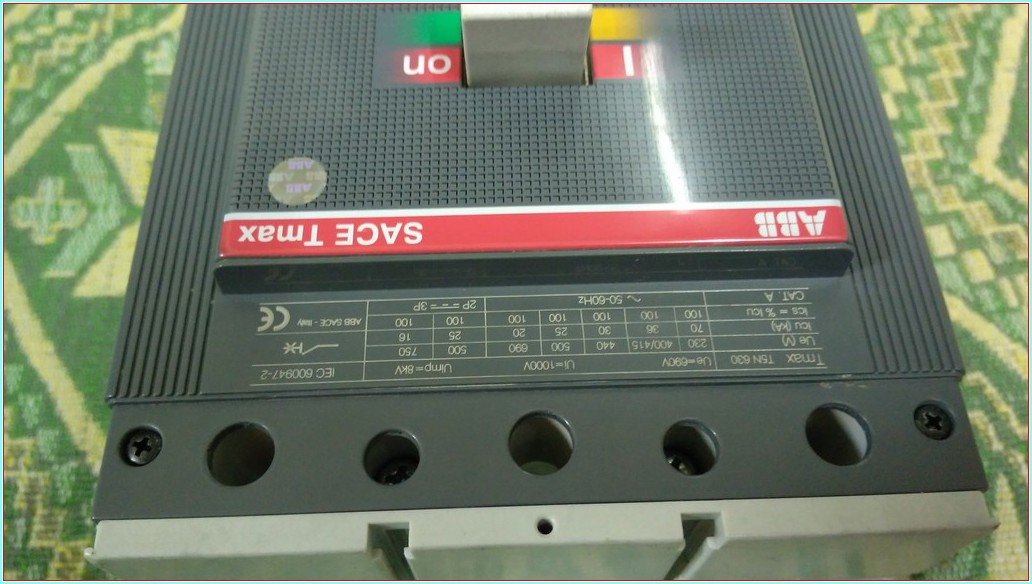 Tmax T5N 630 Ue=690V Ui=1000V Uimp=8kV IEC 60947-2
Ue (V) 230 400/415 440 500 690 500 750
Icu (kA) 70 36 30 25 20 25 16
Ics = % Icu 100 100 100 100 100 100 100 ABB SACE - Italy CE
CAT. A ~ 50-60Hz 2P 3P
ABB SACE Tmax
ABB
ABB
ABB
I on